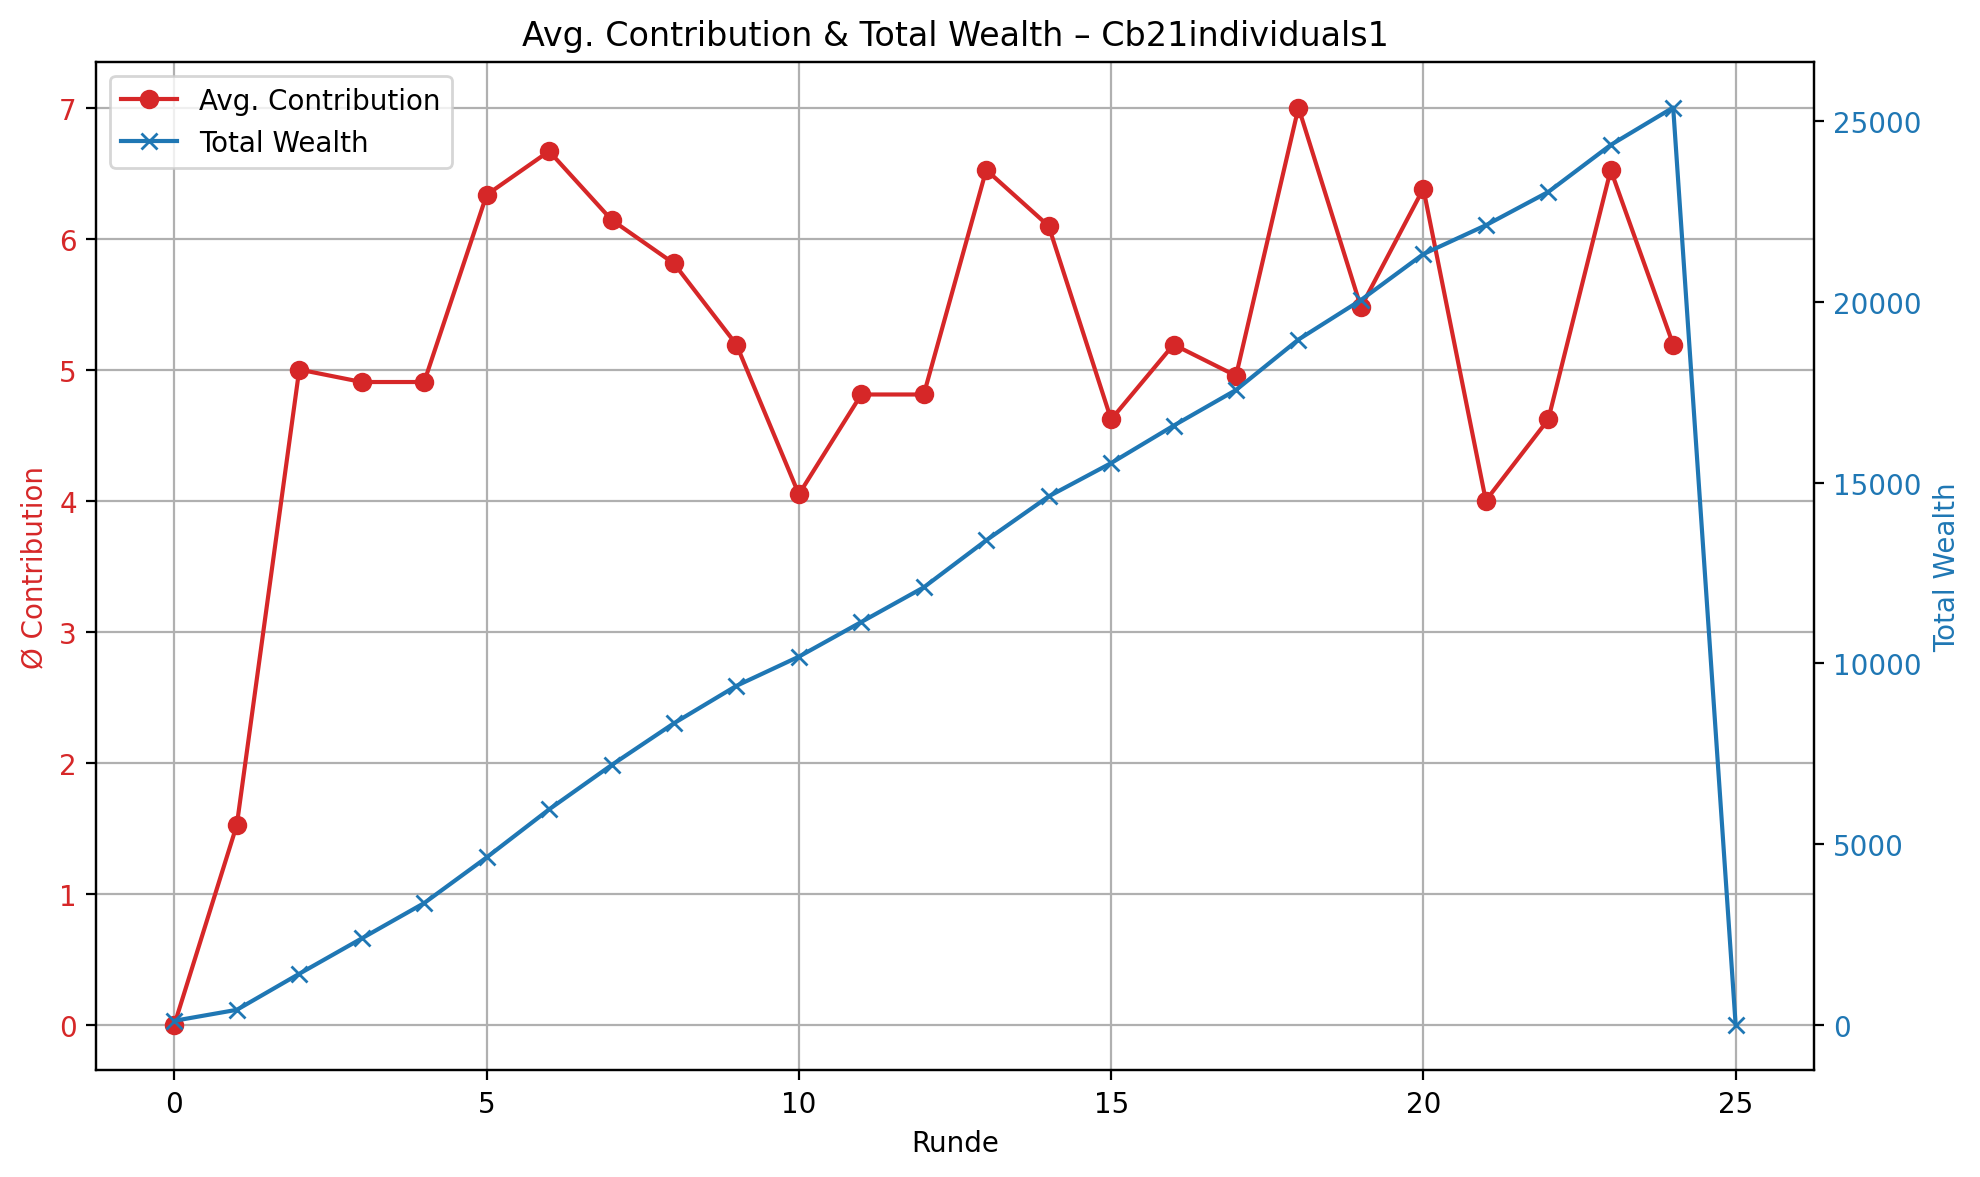 Avg. Contribution & Total Wealth – Cb21individuals1
Avg. Contribution
Total Wealth
7
6
5
4
3
2
1
0
Ø Contribution
25000
20000
15000
10000
5000
0
Total Wealth
0 5 10 15 20 25
Runde